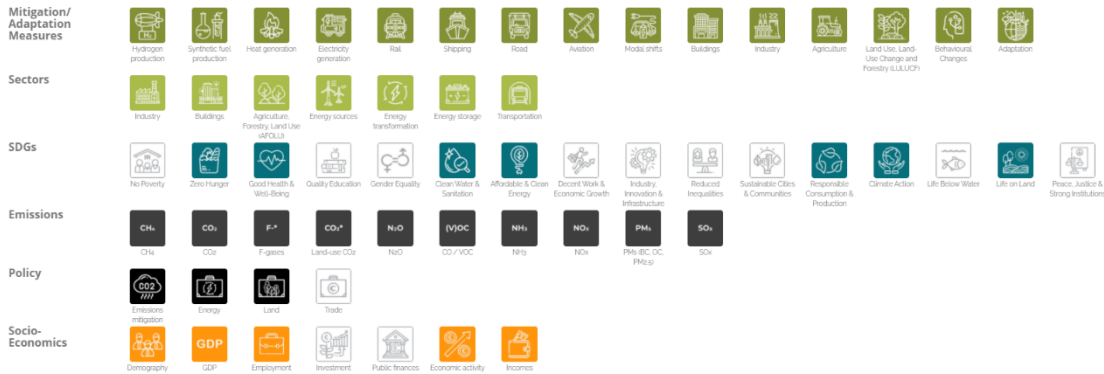 Mitigation/
Adaptation
Measures
H₂
Hydrogen
production
Synthetic fuel
production
Heat generation
Electricity
generation
Rail
Shipping
Road
Aviation
Modal shifts
Buildings
Industry
Agriculture
Land Use, Land-
Use Change and
Forestry (LULUCF)
Behavioural
Changes
Adaptation
Sectors
Industry
Buildings
Agriculture,
Forestry, Land Use
(AFOLU)
Energy sources
Energy
transformation
Energy storage
Transportation
SDGs
No Poverty
Zero Hunger
Good Health &
Well-Being
Quality Education
Gender Equality
Clean Water &
Sanitation
Affordable & Clean
Energy
Decent Work &
Economic Growth
Industry,
Innovation &
Infrastructure
Reduced
Inequalities
Sustainable Cities
& Communities
Responsible
Consumption &
Production
Climate Action
Life Below Water
Life on Land
Peace, Justice &
Strong Institutions
Emissions
CH₄ CO₂ F-* CO₂* N₂O (V)OC NH₃ NOₓ PMₓ SOₓ
CH4
CO2
F-gases
Land-use CO2
N2O
CO / VOC
NH3
NOx
PMs (BC, OC,
PM2.5)
SOx
Policy
CO2
Emissions
mitigation
Energy
Land
Trade
Socio-
Economics
Demography
GDP
GDP
Employment
Investment
Public finances
Economic activity
Incomes